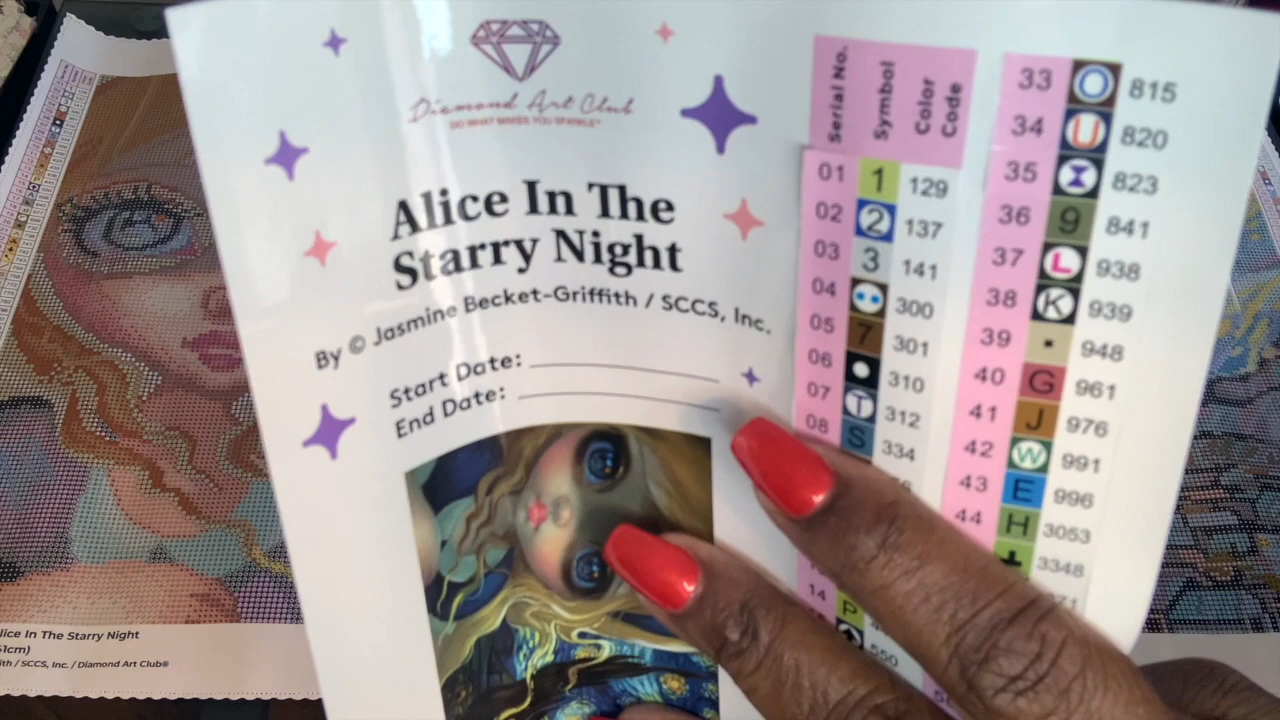 Diamond Art Club
DO WHAT MAKES YOU SPARKLE™
Alice In The
Starry Night
By © Jasmine Becket-Griffith / SCCS, Inc.
Start Date:
End Date:
Serial No. Symbol Color Code
01 1 129
02 2 137
03 3 141
04 300
05 7 301
06 310
07 T 312
08 S 334
14 P
550
33 O 815
34 U 820
35 823
36 9 841
37 L 938
38 K 939
39 948
40 G 961
41 J 976
42 W 991
43 E 996
44 H 3053
+ 3348
lice In The Starry Night
ith / SCCS, Inc. / Diamond Art Club®